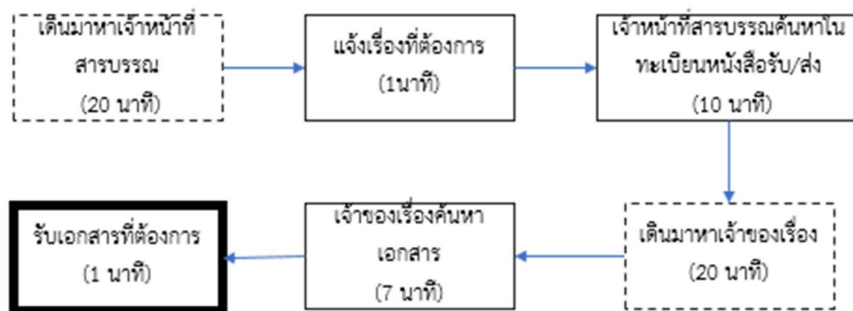 เดินมาหาเจ้าหน้าที่
สารบรรณ
(20 นาที)
แจ้งเรื่องที่ต้องการ
(1นาที)
เจ้าหน้าที่สารบรรณค้นหาใน
ทะเบียนหนังสือรับ/ส่ง
(10 นาที)
เดินมาหาเจ้าของเรื่อง
(20 นาที)
เจ้าของเรื่องค้นหา
เอกสาร
(7 นาที)
รับเอกสารที่ต้องการ
(1 นาที)